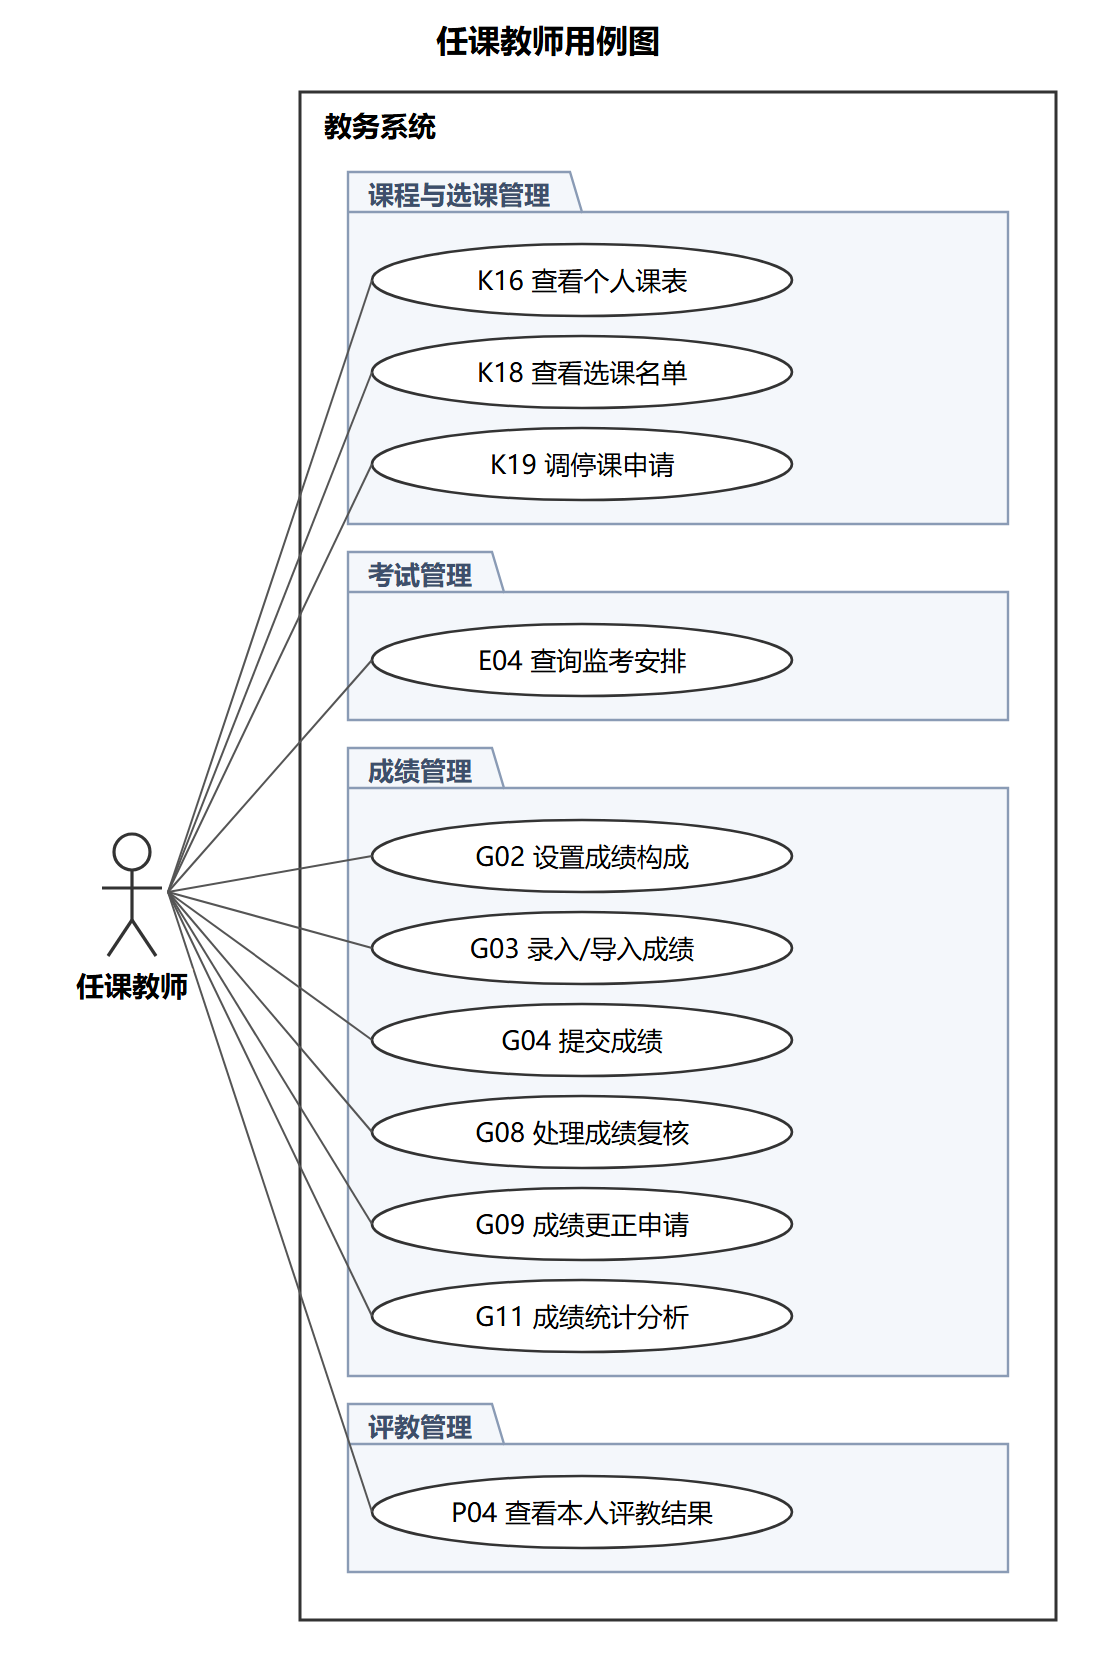 任课教师用例图
教务系统
课程与选课管理
K16 查看个人课表
K18 查看选课名单
K19 调停课申请
考试管理
E04 查询监考安排
成绩管理
G02 设置成绩构成
G03 录入/导入成绩
G04 提交成绩
G08 处理成绩复核
G09 成绩更正申请
G11 成绩统计分析
任课教师
评教管理
P04 查看本人评教结果